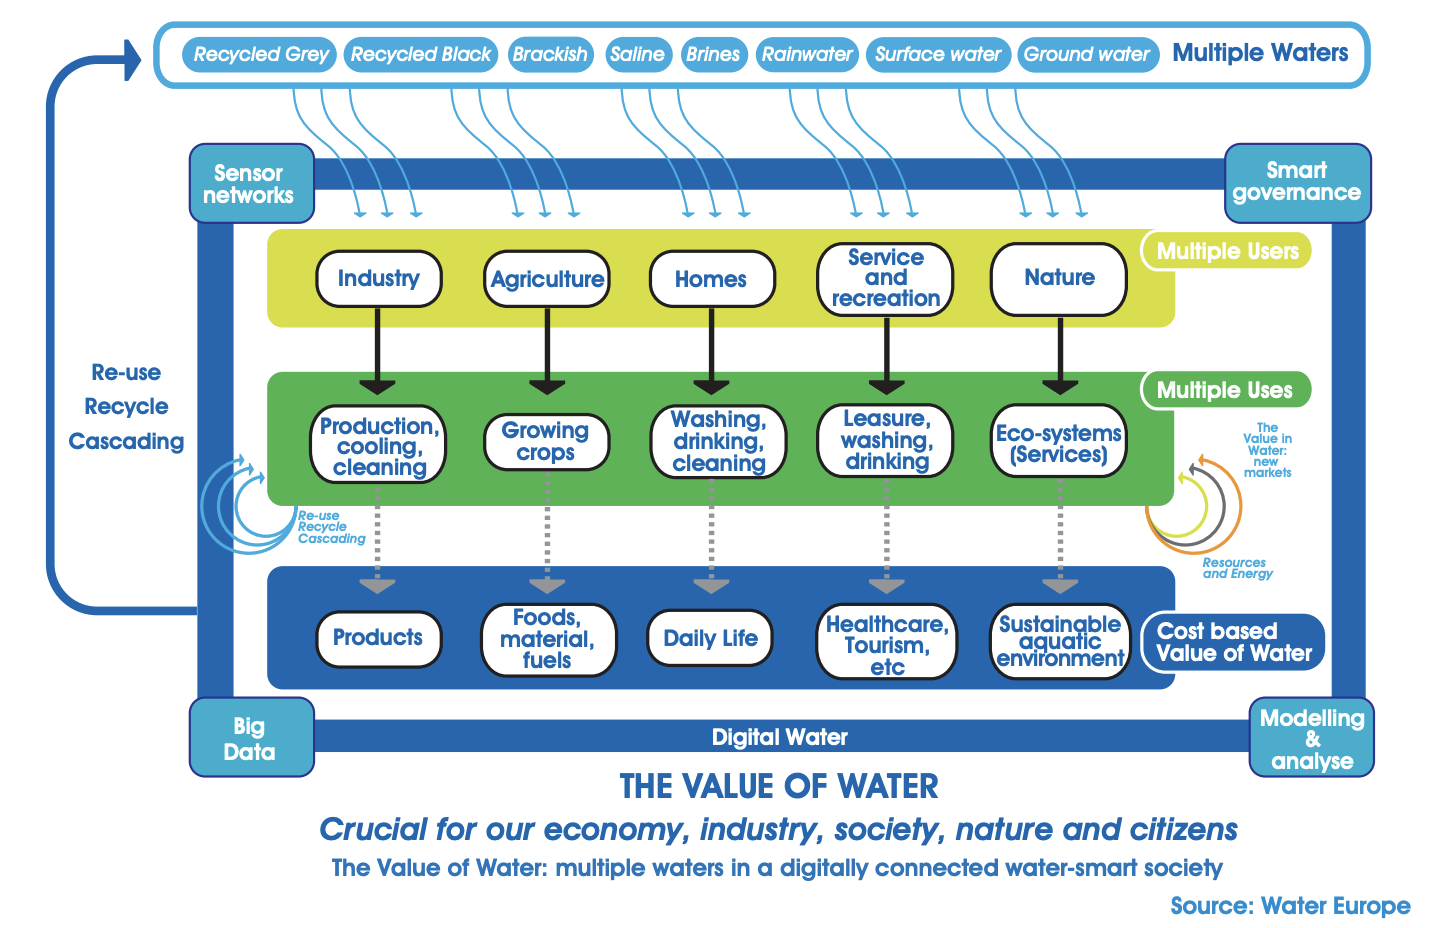 Recycled Grey
Recycled Black
Brackish
Saline
Brines
Rainwater
Surface water
Ground water
Multiple Waters
Sensor
networks
Smart
governance
Multiple Users
Industry
Agriculture
Homes
Service
and
recreation
Nature
Re-use
Recycle
Cascading
Multiple Uses
Production,
cooling,
cleaning
Growing
crops
Washing,
drinking,
cleaning
Leasure,
washing,
drinking
Eco-systems
(Services)
The
Value in
Water:
new
markets
Re-use
Recycle
Cascading
Resources
and Energy
Products
Foods,
material,
fuels
Daily Life
Healthcare,
Tourism,
etc
Sustainable
aquatic
environment
Cost based
Value of Water
Big
Data
Digital Water
Modelling
&
analyse
THE VALUE OF WATER
Crucial for our economy, industry, society, nature and citizens
The Value of Water: multiple waters in a digitally connected water-smart society
Source: Water Europe